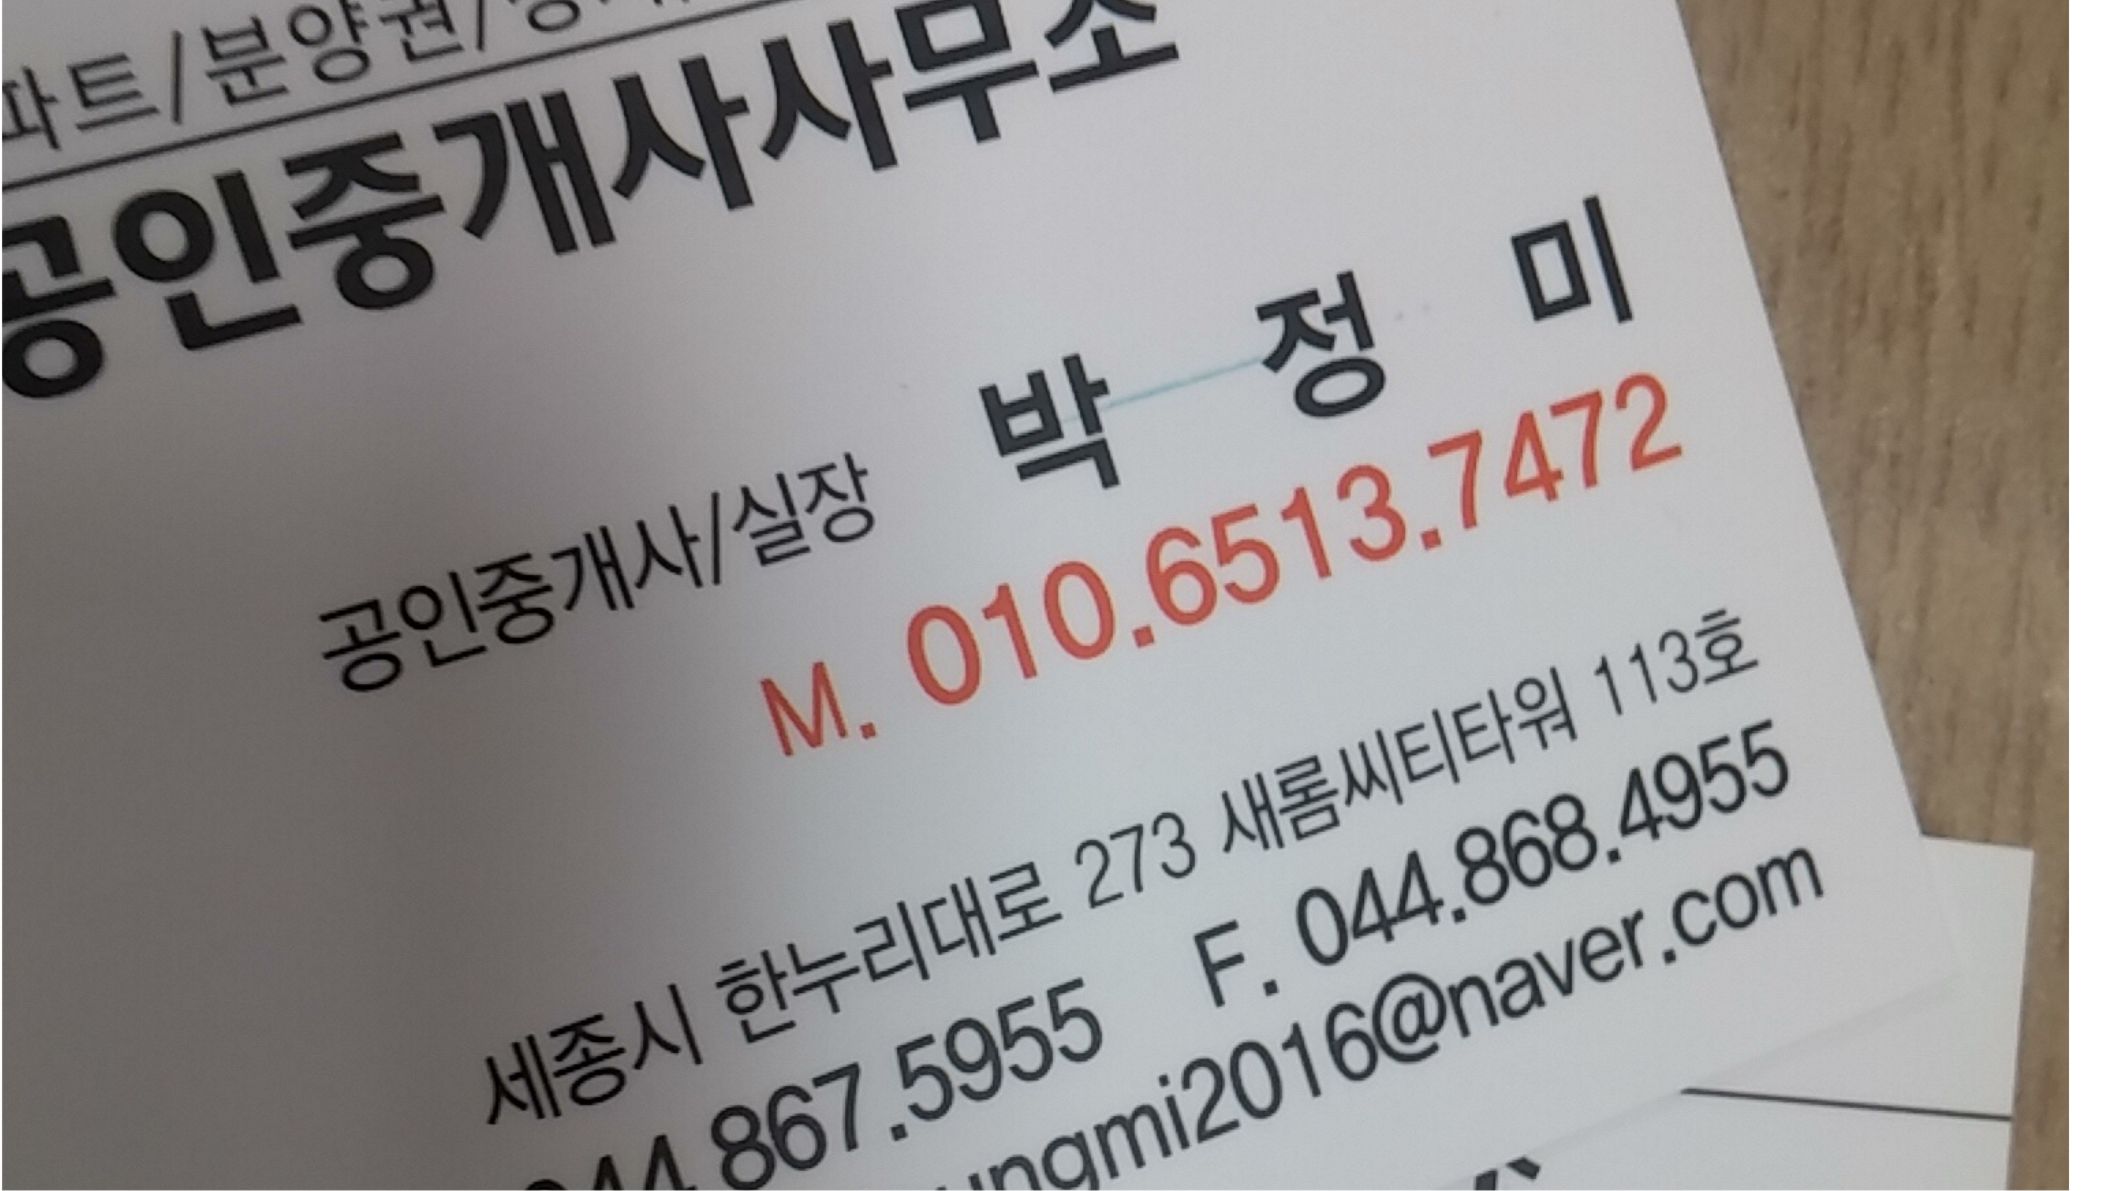 파트/분양권/
공인중개사사무소
공인중개사/실장 박 정 미
M. 010.6513.7472
세종시 한누리대로 273 새롬씨티타워 113호
044.867.5955 F. 044.868.4955
ungmi2016@naver.com